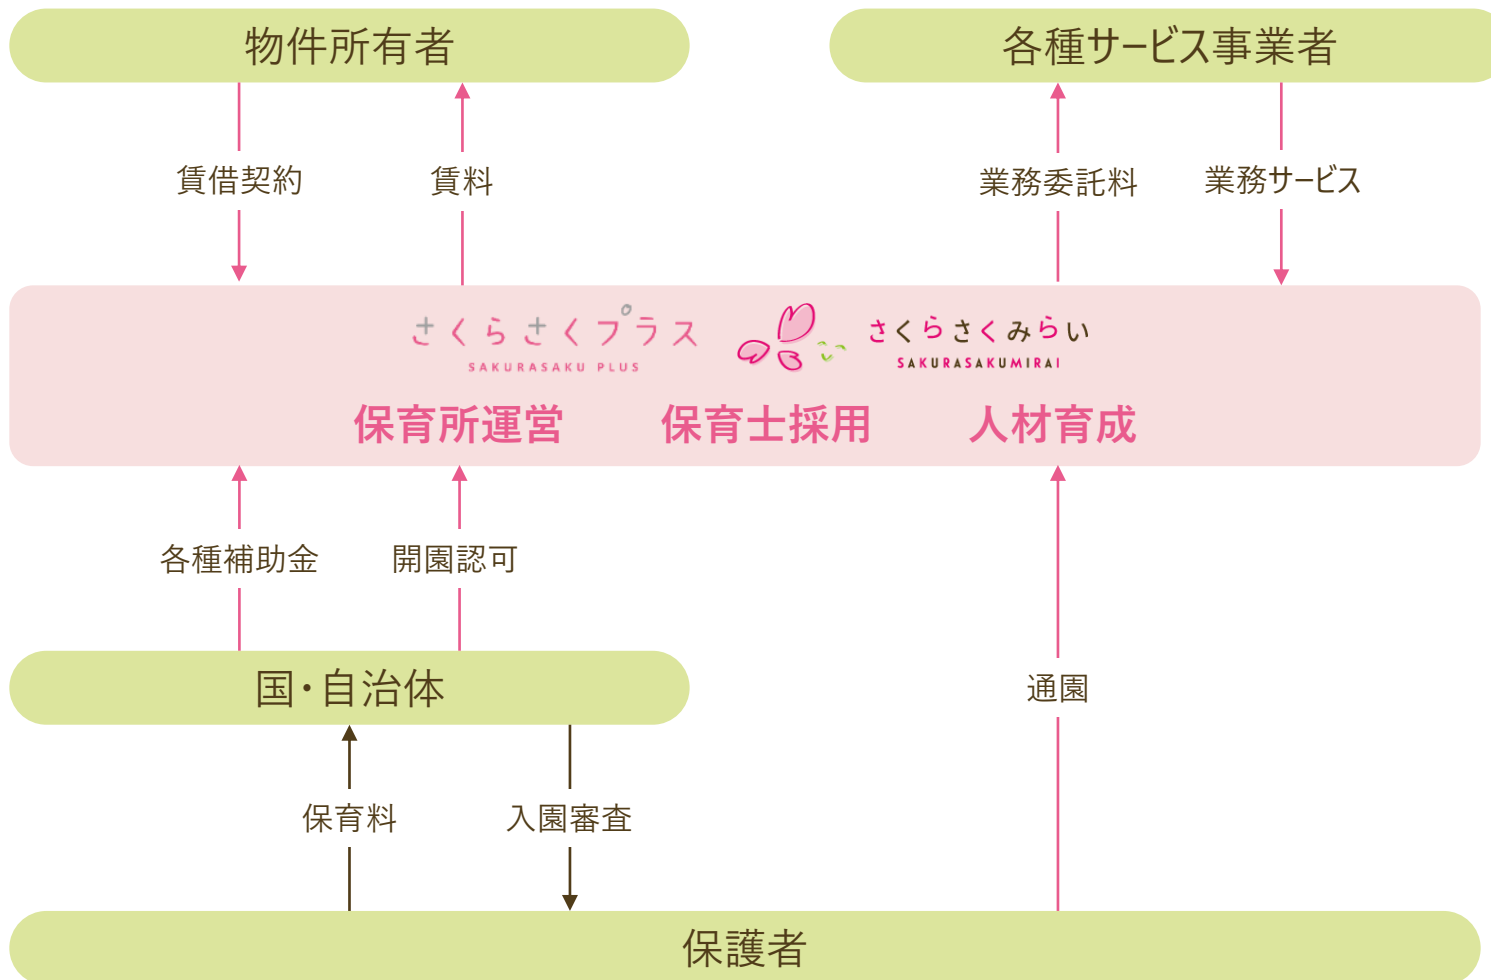 物件所有者
各種サービス事業者
賃借契約
賃料
業務委託料
業務サービス
さくらさくプラス
SAKURASAKU PLUS
さくらさくみらい
SAKURASAKUMIRAI
保育所運営
保育士採用
人材育成
各種補助金
開園認可
国・自治体
通園
保育料
入園審査
保護者